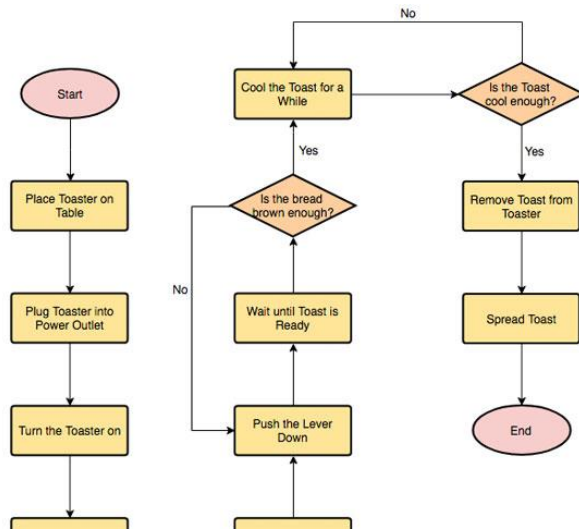 Start
Place Toaster on
Table
Plug Toaster into
Power Outlet
Turn the Toaster on
No
Cool the Toast for a
While
Yes
Is the bread
brown enough?
No
Wait until Toast is
Ready
Push the Lever
Down
Is the Toast
cool enough?
Yes
Remove Toast from
Toaster
Spread Toast
End